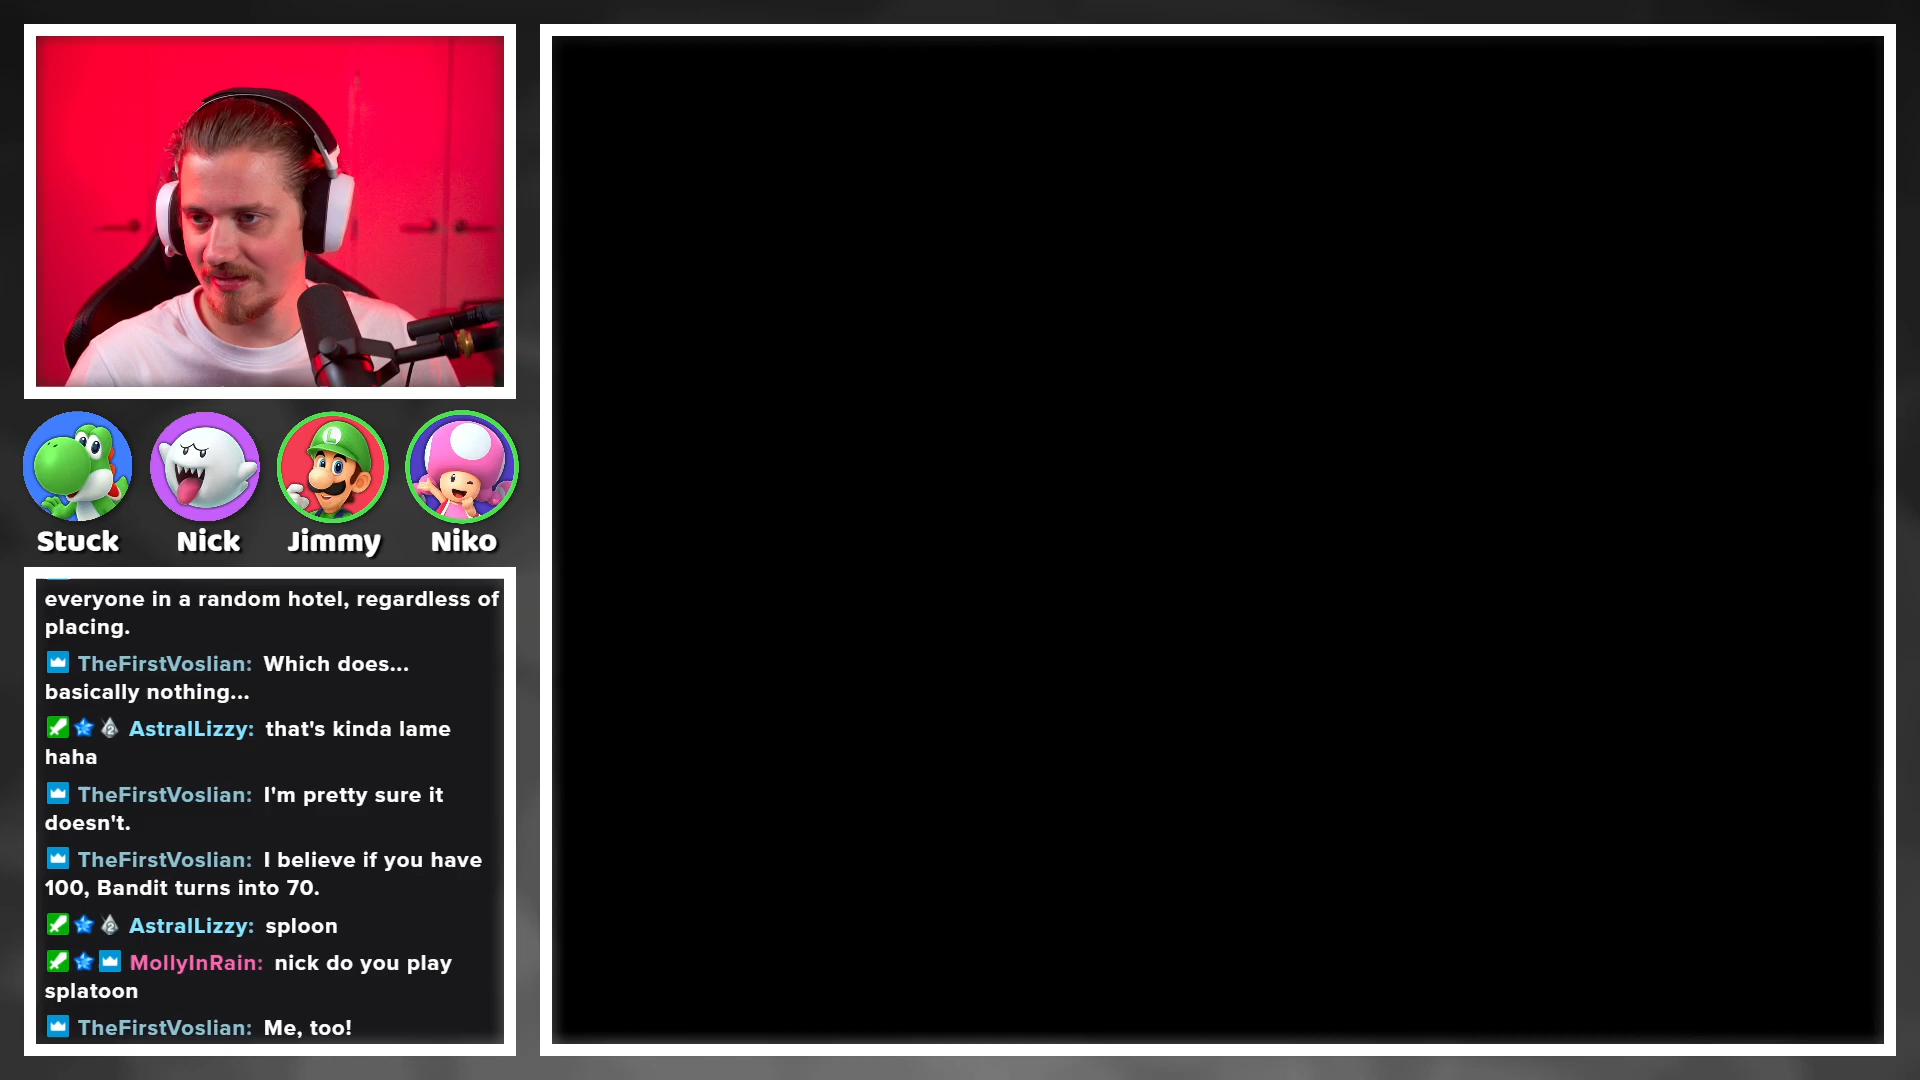 Stuck
Nick
Jimmy
Niko
everyone in a random hotel, regardless of
placing.
TheFirstVoslian: Which does...
basically nothing...
2 AstralLizzy: that's kinda lame
haha
TheFirstVoslian: I'm pretty sure it
doesn't.
TheFirstVoslian: I believe if you have
100, Bandit turns into 70.
2 AstralLizzy: sploon
MollyInRain: nick do you play
splatoon
TheFirstVoslian: Me, too!